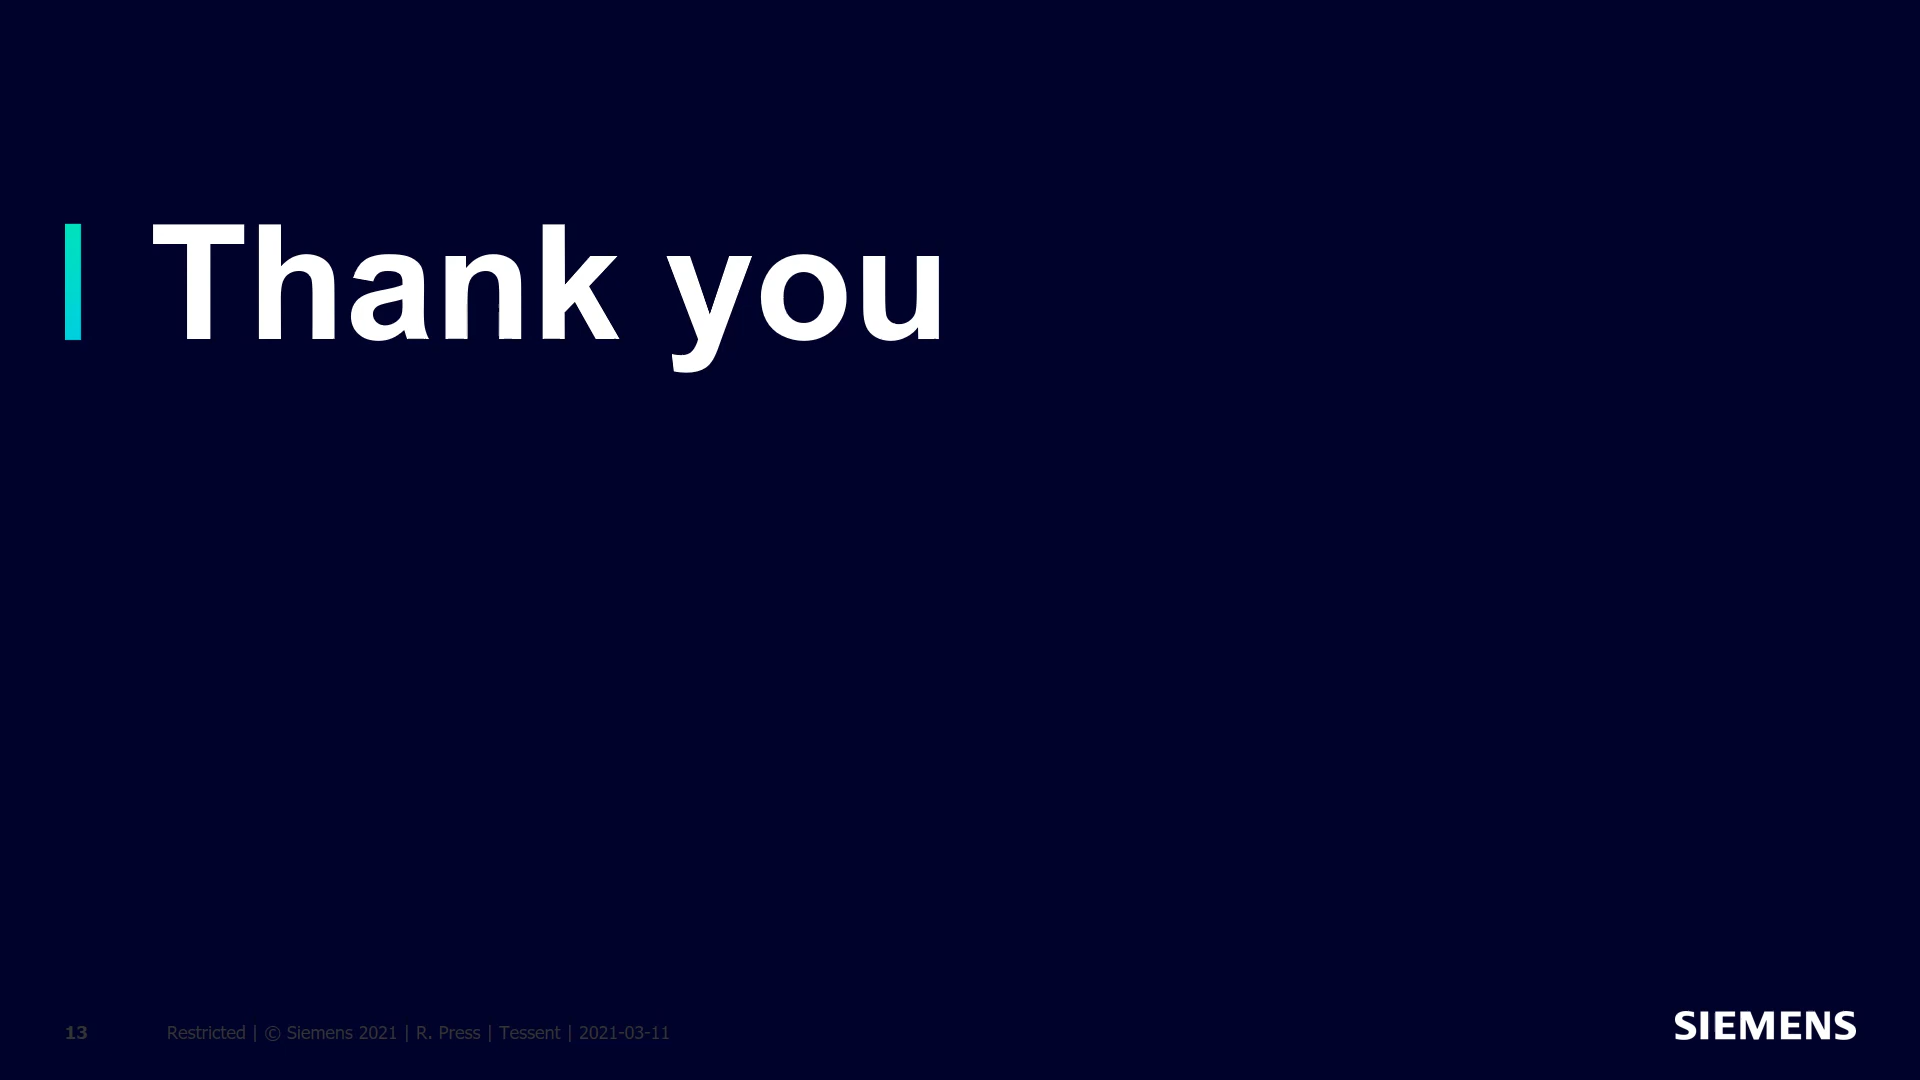 Thank you
13 Restricted | © Siemens 2021 | R. Press | Tessent | 2021-03-11
SIEMENS